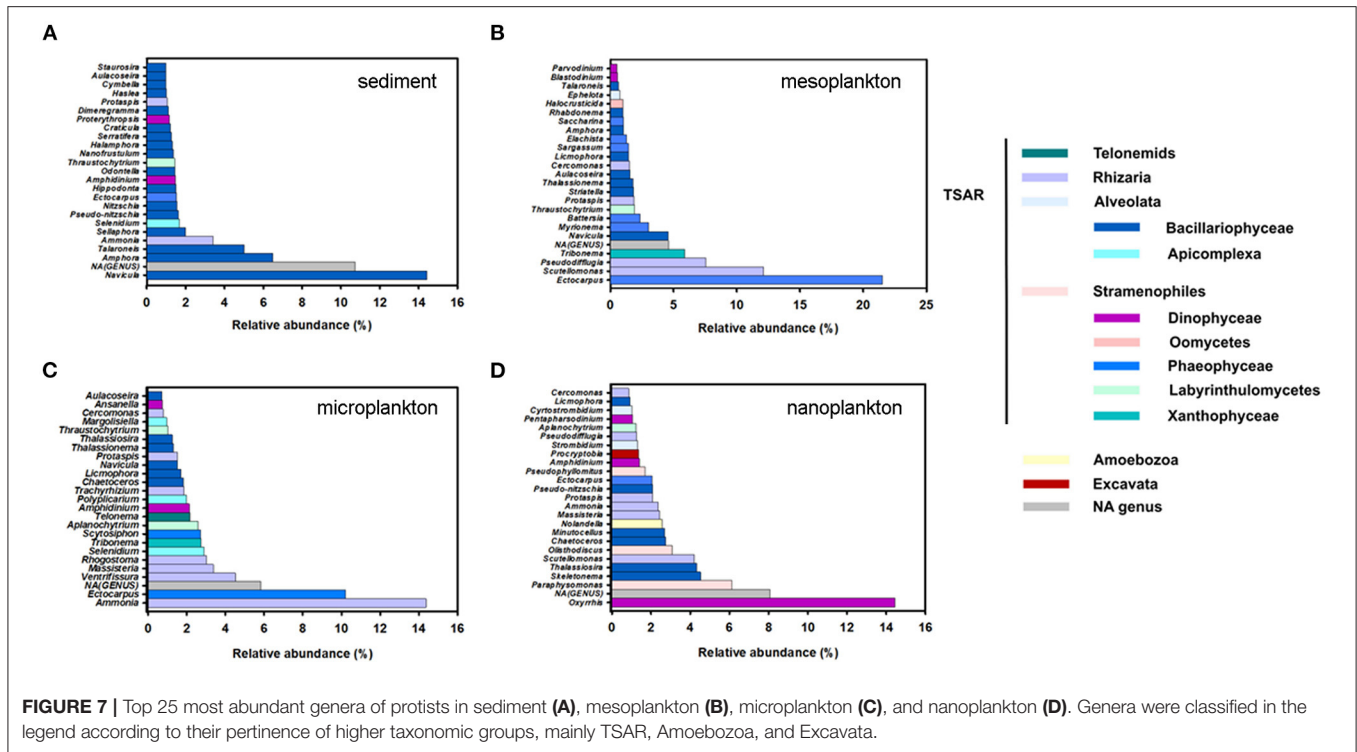 A
sediment
Staurosira
Aulacoseira
Cymbella
Haslea
Protaspis
Dimeregramma
Proterythropsis
Craticula
Serratifera
Halamphora
Nanofrustulum
Thraustochytrium
Odontella
Amphidinium
Hippodonta
Ectocarpus
Nitzschia
Pseudo-nitzschia
Selenidium
Sellaphora
Ammonia
Talaroneis
Amphora
NA(GENUS)
Navicula
0 2 4 6 8 10 12 14 16
Relative abundance (%)
B
mesoplankton
Parvodinium
Blastodinium
Talaroneis
Ephelota
Halocrusticida
Rhabdonema
Saccharina
Amphora
Elachista
Sargassum
Licmophora
Cercomonas
Aulacoseira
Thalassionema
Striatella
Protaspis
Thraustochytrium
Battersia
Myrionema
Navicula
NA(GENUS)
Tribonema
Pseudodifflugia
Scutellomonas
Ectocarpus
0 5 10 15 20 25
Relative abundance (%)
C
microplankton
Aulacoseira
Ansanella
Cercomonas
Margolisiella
Thraustochytrium
Thalassiosira
Thalassionema
Protaspis
Navicula
Licmophora
Chaetoceros
Trachyrhizium
Polyplicarium
Amphidinium
Telonema
Aplanochytrium
Scytosiphon
Tribonema
Selenidium
Rhogostoma
Massisteria
Ventrifissura
NA(GENUS)
Ectocarpus
Ammonia
0 2 4 6 8 10 12 14 16
Relative abundance (%)
D
nanoplankton
Cercomonas
Licmophora
Cyrtostrombidium
Pentapharsodinium
Aplanochytrium
Pseudodifflugia
Strombidium
Procryptobia
Amphidinium
Pseudophyllomitus
Ectocarpus
Pseudo-nitzschia
Protaspis
Ammonia
Massisteria
Nolandella
Minutocellus
Chaetoceros
Olisthodiscus
Scutellomonas
Thalassiosira
Skeletonema
Paraphysomonas
NA(GENUS)
Oxyrrhis
0 2 4 6 8 10 12 14 16
Relative abundance (%)
TSAR
Telonemids
Rhizaria
Alveolata
Bacillariophyceae
Apicomplexa
Stramenophiles
Dinophyceae
Oomycetes
Phaeophyceae
Labyrinthulomycetes
Xanthophyceae
Amoebozoa
Excavata
NA genus
FIGURE 7 | Top 25 most abundant genera of protists in sediment (A), mesoplankton (B), microplankton (C), and nanoplankton (D). Genera were classified in the
legend according to their pertinence of higher taxonomic groups, mainly TSAR, Amoebozoa, and Excavata.